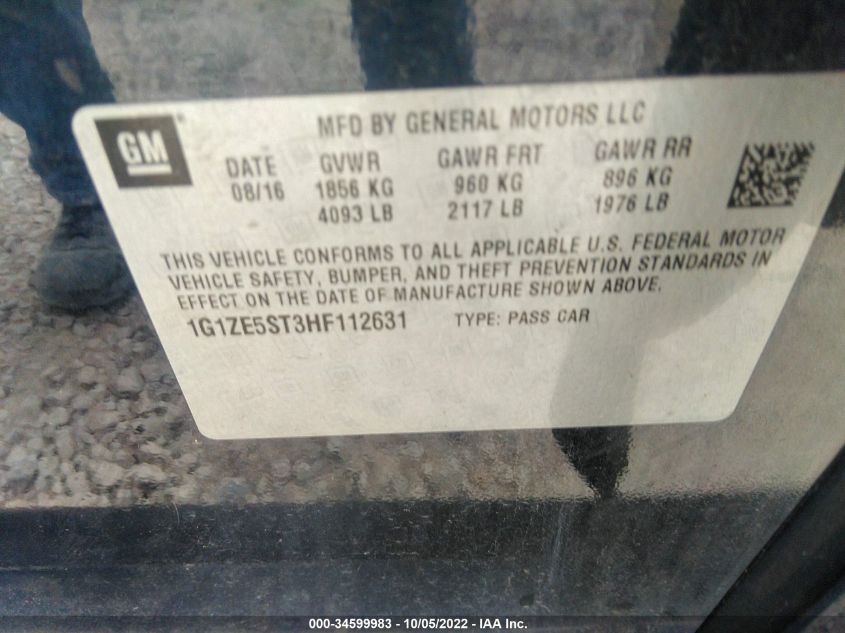 GM
MFD BY GENERAL MOTORS LLC
DATE GVWR GAWR FRT GAWR RR
08/16 1856 KG 960 KG 896 KG
4093 LB 2117 LB 1976 LB
THIS VEHICLE CONFORMS TO ALL APPLICABLE U.S. FEDERAL MOTOR
VEHICLE SAFETY, BUMPER, AND THEFT PREVENTION STANDARDS IN
EFFECT ON THE DATE OF MANUFACTURE SHOWN ABOVE.
1G1ZE5ST3HF112631 TYPE: PASS CAR
000-34599983 - 10/05/2022 - IAA Inc.